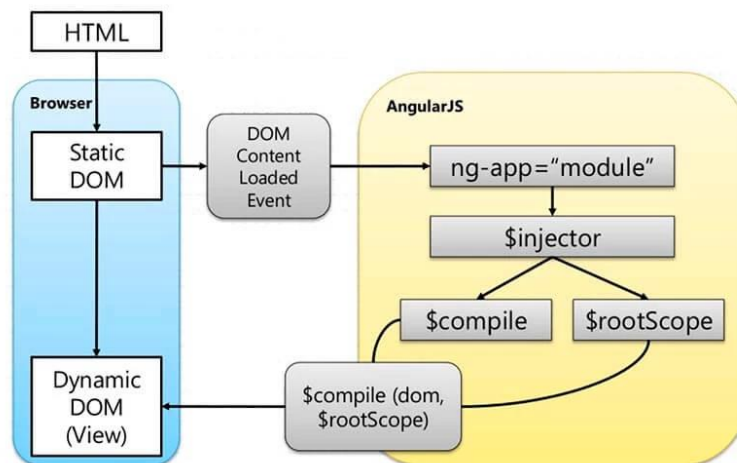 HTML
Browser
AngularJS
Static
DOM
DOM
Content
Loaded
Event
ng-app=“module”
$injector
$compile
$rootScope
Dynamic
DOM
(View)
$compile (dom,
$rootScope)